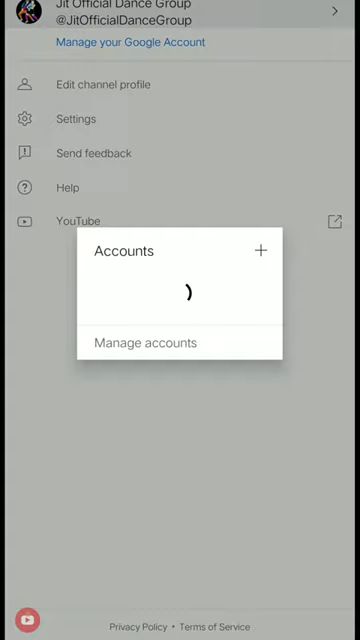 Jit Official Dance Group
@JitOfficialDanceGroup
Manage your Google Account
Edit channel profile
Settings
Send feedback
Help
YouTube
Accounts
Manage accounts
Privacy Policy • Terms of Service